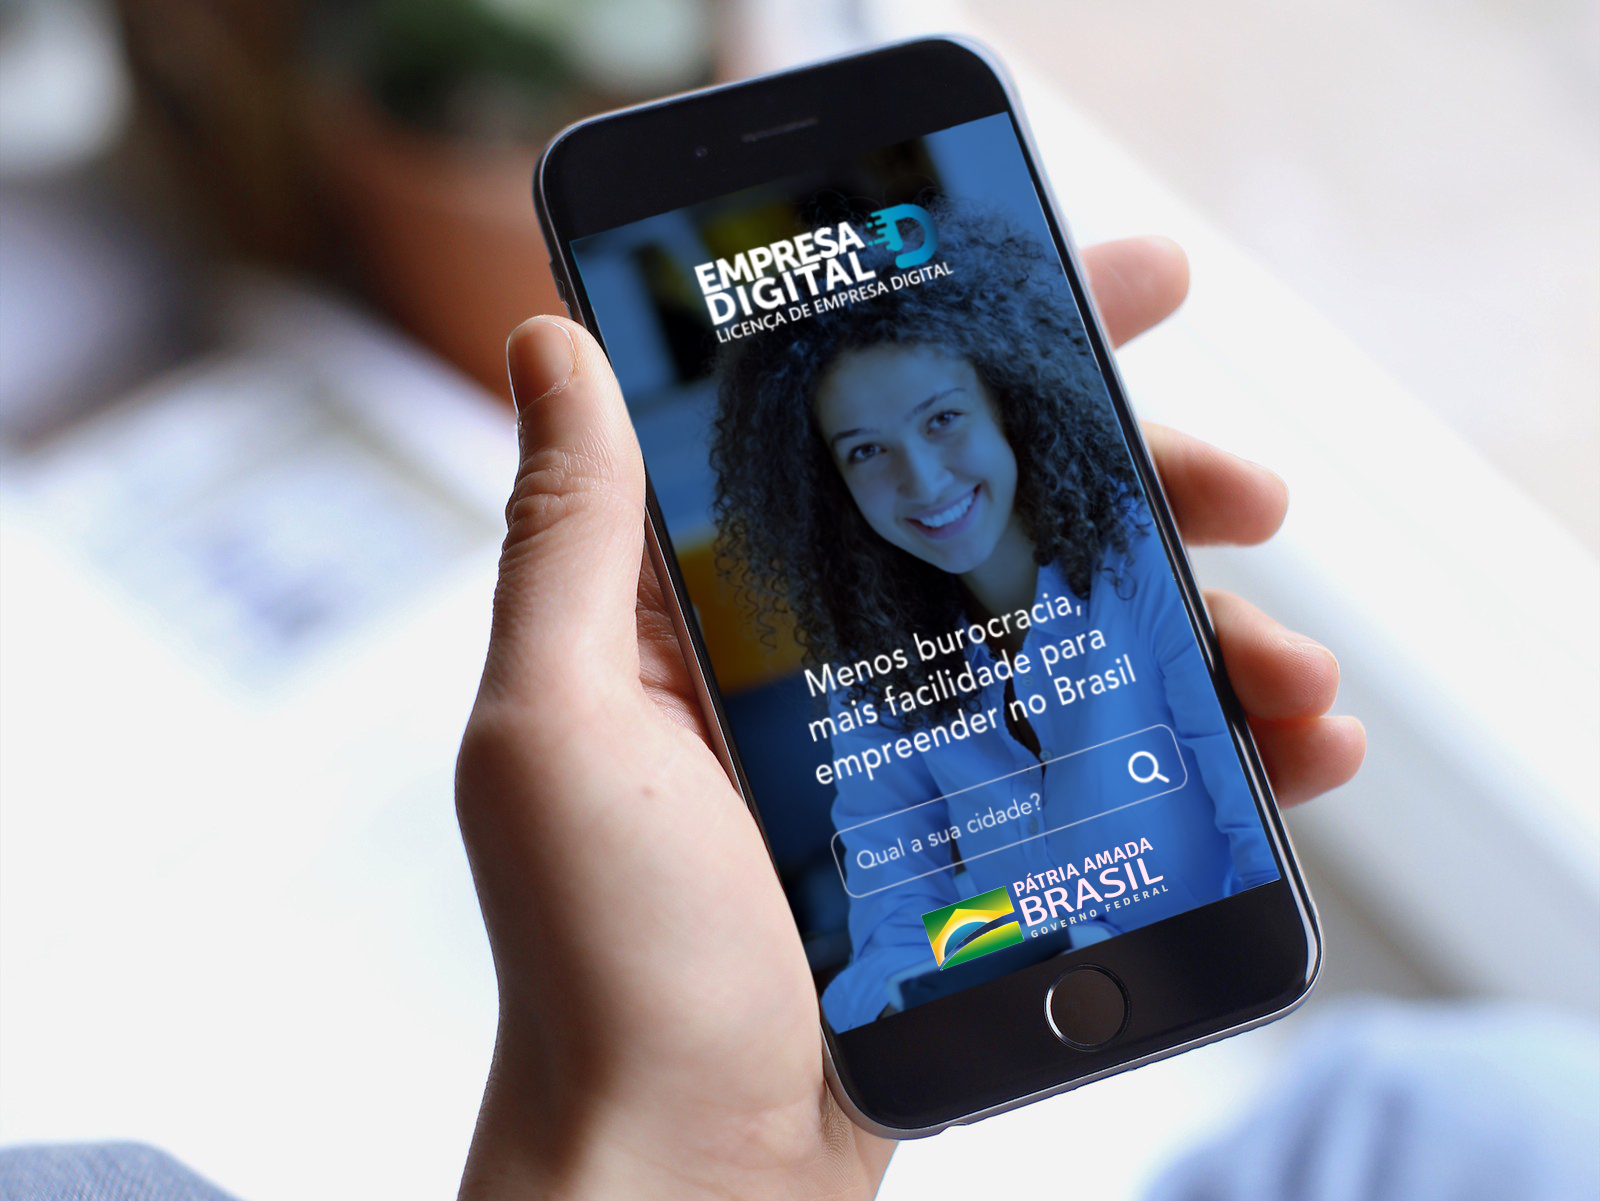 EMPRESA
DIGITAL
LICENÇA DE EMPRESA DIGITAL
Menos burocracia,
mais facilidade para
empreender no Brasil
Qual a sua cidade?
PÁTRIA AMADA
BRASIL
GOVERNO FEDERAL